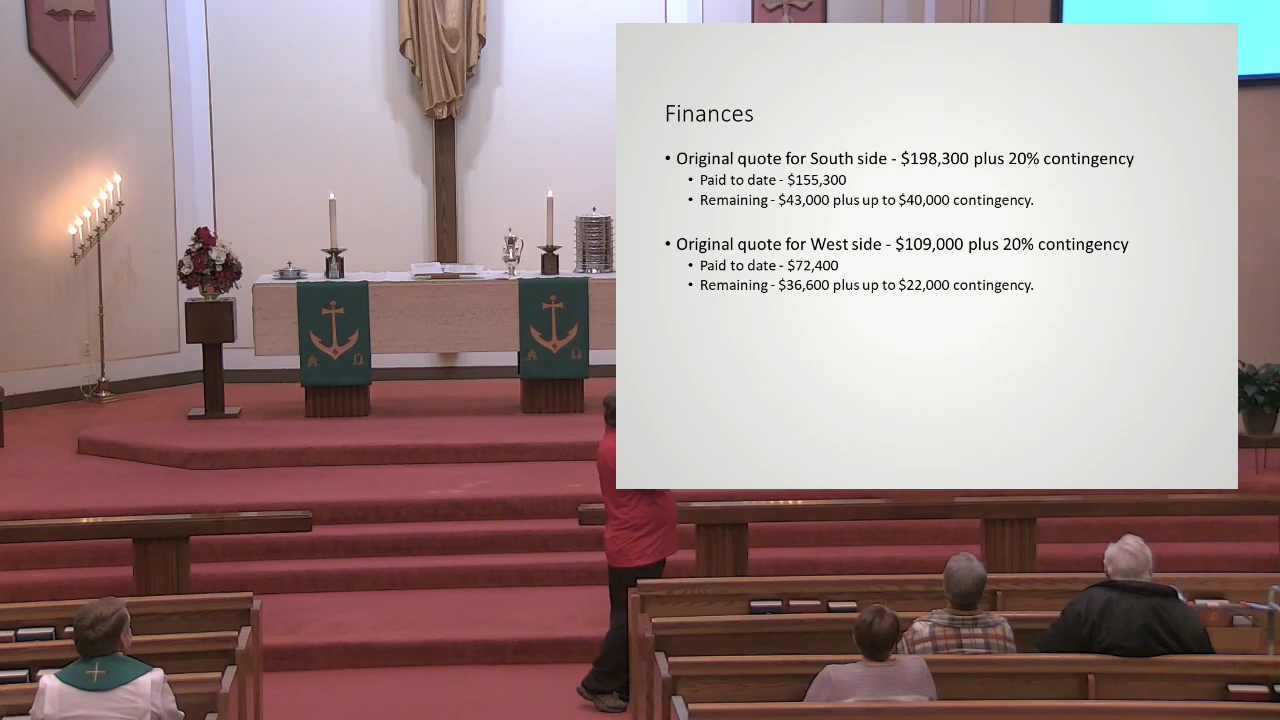 Finances
• Original quote for South side - $198,300 plus 20% contingency
• Paid to date - $155,300
• Remaining - $43,000 plus up to $40,000 contingency.
• Original quote for West side - $109,000 plus 20% contingency
• Paid to date - $72,400
• Remaining - $36,600 plus up to $22,000 contingency.
Α Ω
Α Ω